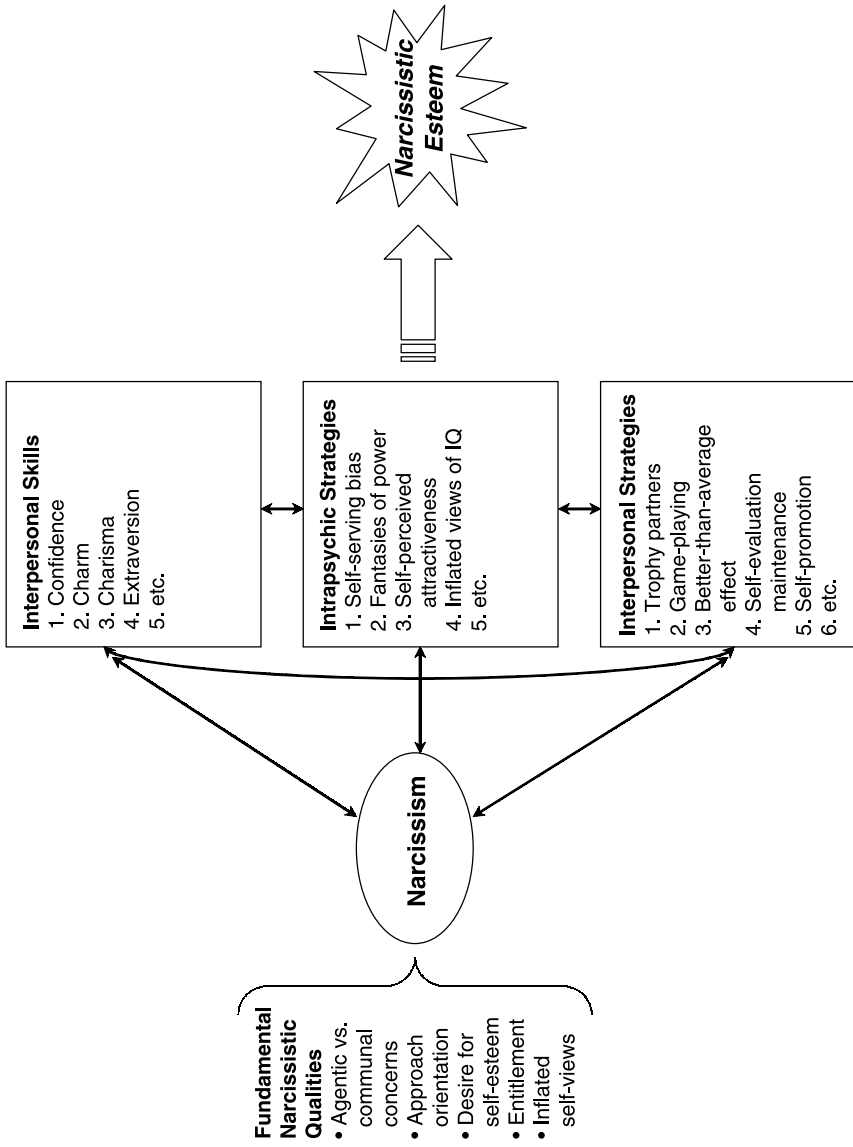 Fundamental
Narcissistic
Qualities
• Agentic vs.
communal
concerns
• Approach
orientation
• Desire for
self-esteem
• Entitlement
• Inflated
self-views
Narcissism
Interpersonal Skills
1. Confidence
2. Charm
3. Charisma
4. Extraversion
5. etc.
Intrapsychic Strategies
1. Self-serving bias
2. Fantasies of power
3. Self-perceived
attractiveness
4. Inflated views of IQ
5. etc.
Interpersonal Strategies
1. Trophy partners
2. Game-playing
3. Better-than-average
effect
4. Self-evaluation
maintenance
5. Self-promotion
6. etc.
Narcissistic
Esteem